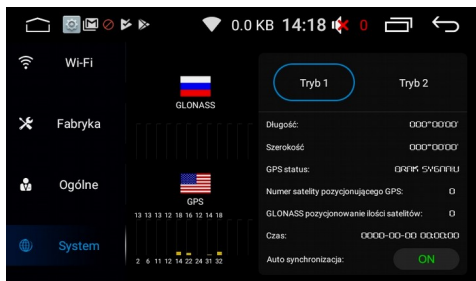 0.0 KB 14:18 0
Wi-Fi
Fabryka
Ogólne
System
GLONASS
GPS
13 13 13 12 18 16 12 14 18
2 6 11 12 14 22 24 31 32
Tryb 1
Tryb 2
Długość: 000°00'00'
Szerokość 000°00'00'
GPS status: BRAK SYGNAŁU
Numer satelity pozycjonującego GPS: 0
GLONASS pozycjonowanie ilości satelitów: 0
Czas: 0000-00-00 00:00:00
Auto synchronizacja: ON